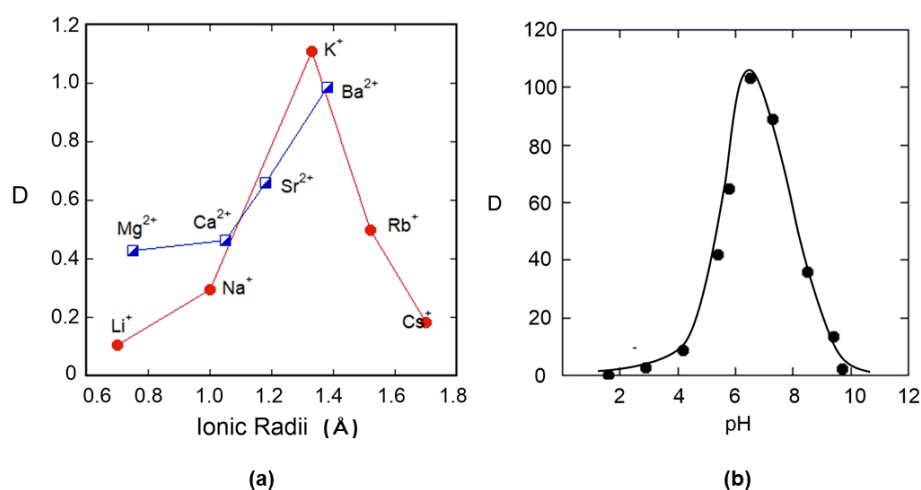 1.2
1.0
0.8
0.6
0.4
0.2
0
D
K⁺
Ba²⁺
Sr²⁺
Ca²⁺
Mg²⁺
Rb⁺
Na⁺
Li⁺
Cs⁺
0.6 0.8 1.0 1.2 1.4 1.6 1.8
Ionic Radii (Å)
(a)
120
100
80
60
40
20
0
D
2 4 6 8 10 12
pH
(b)